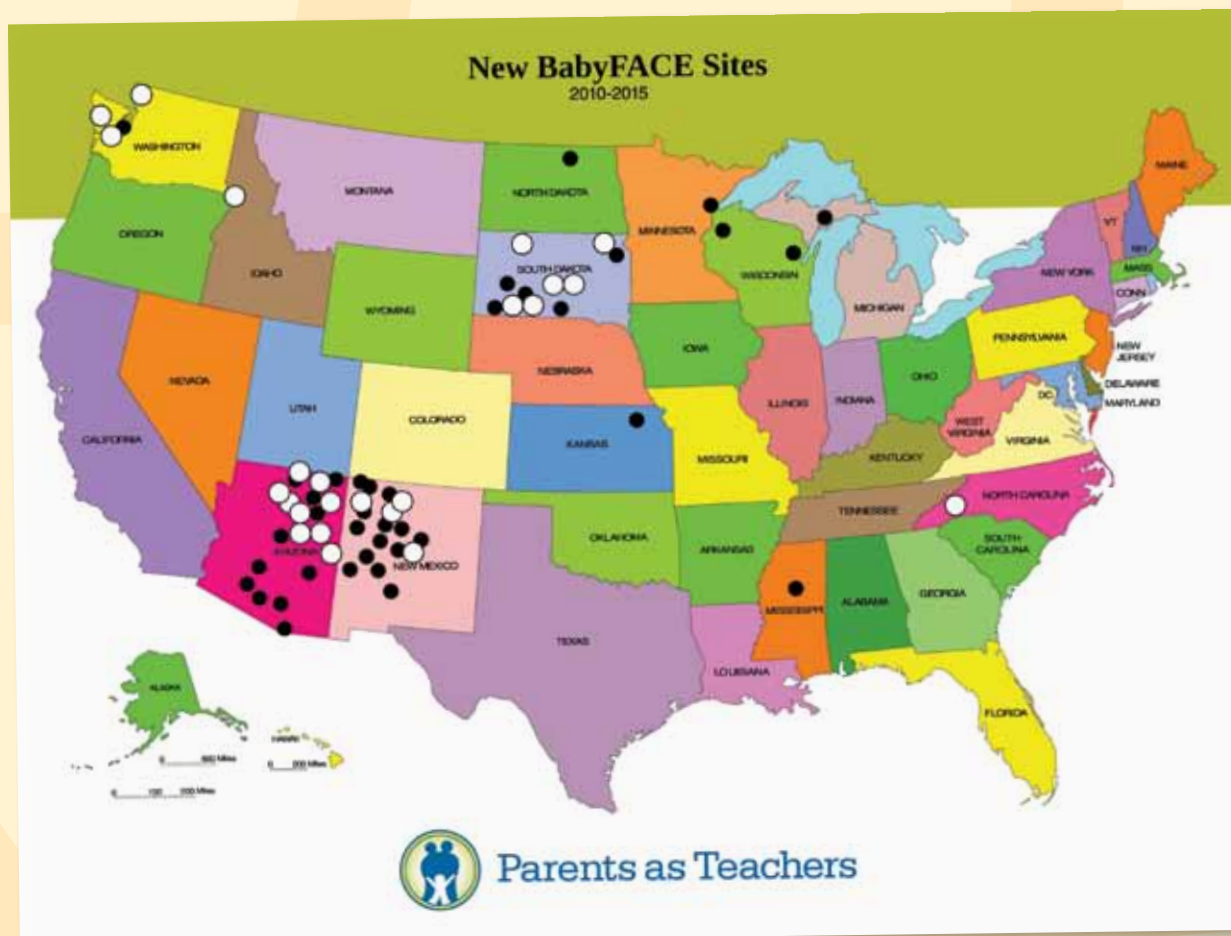 New BabyFACE Sites
2010-2015
WASHINGTON
MONTANA
NORTH DAKOTA
MINNESOTA
MAINE
OREGON
IDAHO
SOUTH DAKOTA
WISCONSIN
VT
NH
NEW YORK
MASS
CONN
WYOMING
MICHIGAN
IOWA
PENNSYLVANIA
NEW
JERSEY
NEVADA
NEBRASKA
OHIO
DELAWARE
MARYLAND
DC
UTAH
COLORADO
ILLINOIS
INDIANA
WEST
VIRGINIA
VIRGINIA
CALIFORNIA
KANSAS
MISSOURI
KENTUCKY
NORTH CAROLINA
TENNESSEE
ARIZONA
NEW MEXICO
OKLAHOMA
ARKANSAS
SOUTH
CAROLINA
MISSISSIPPI
ALABAMA
GEORGIA
TEXAS
LOUISIANA
FLORIDA
ALASKA
HAWAII
0 200 Miles
Parents as Teachers